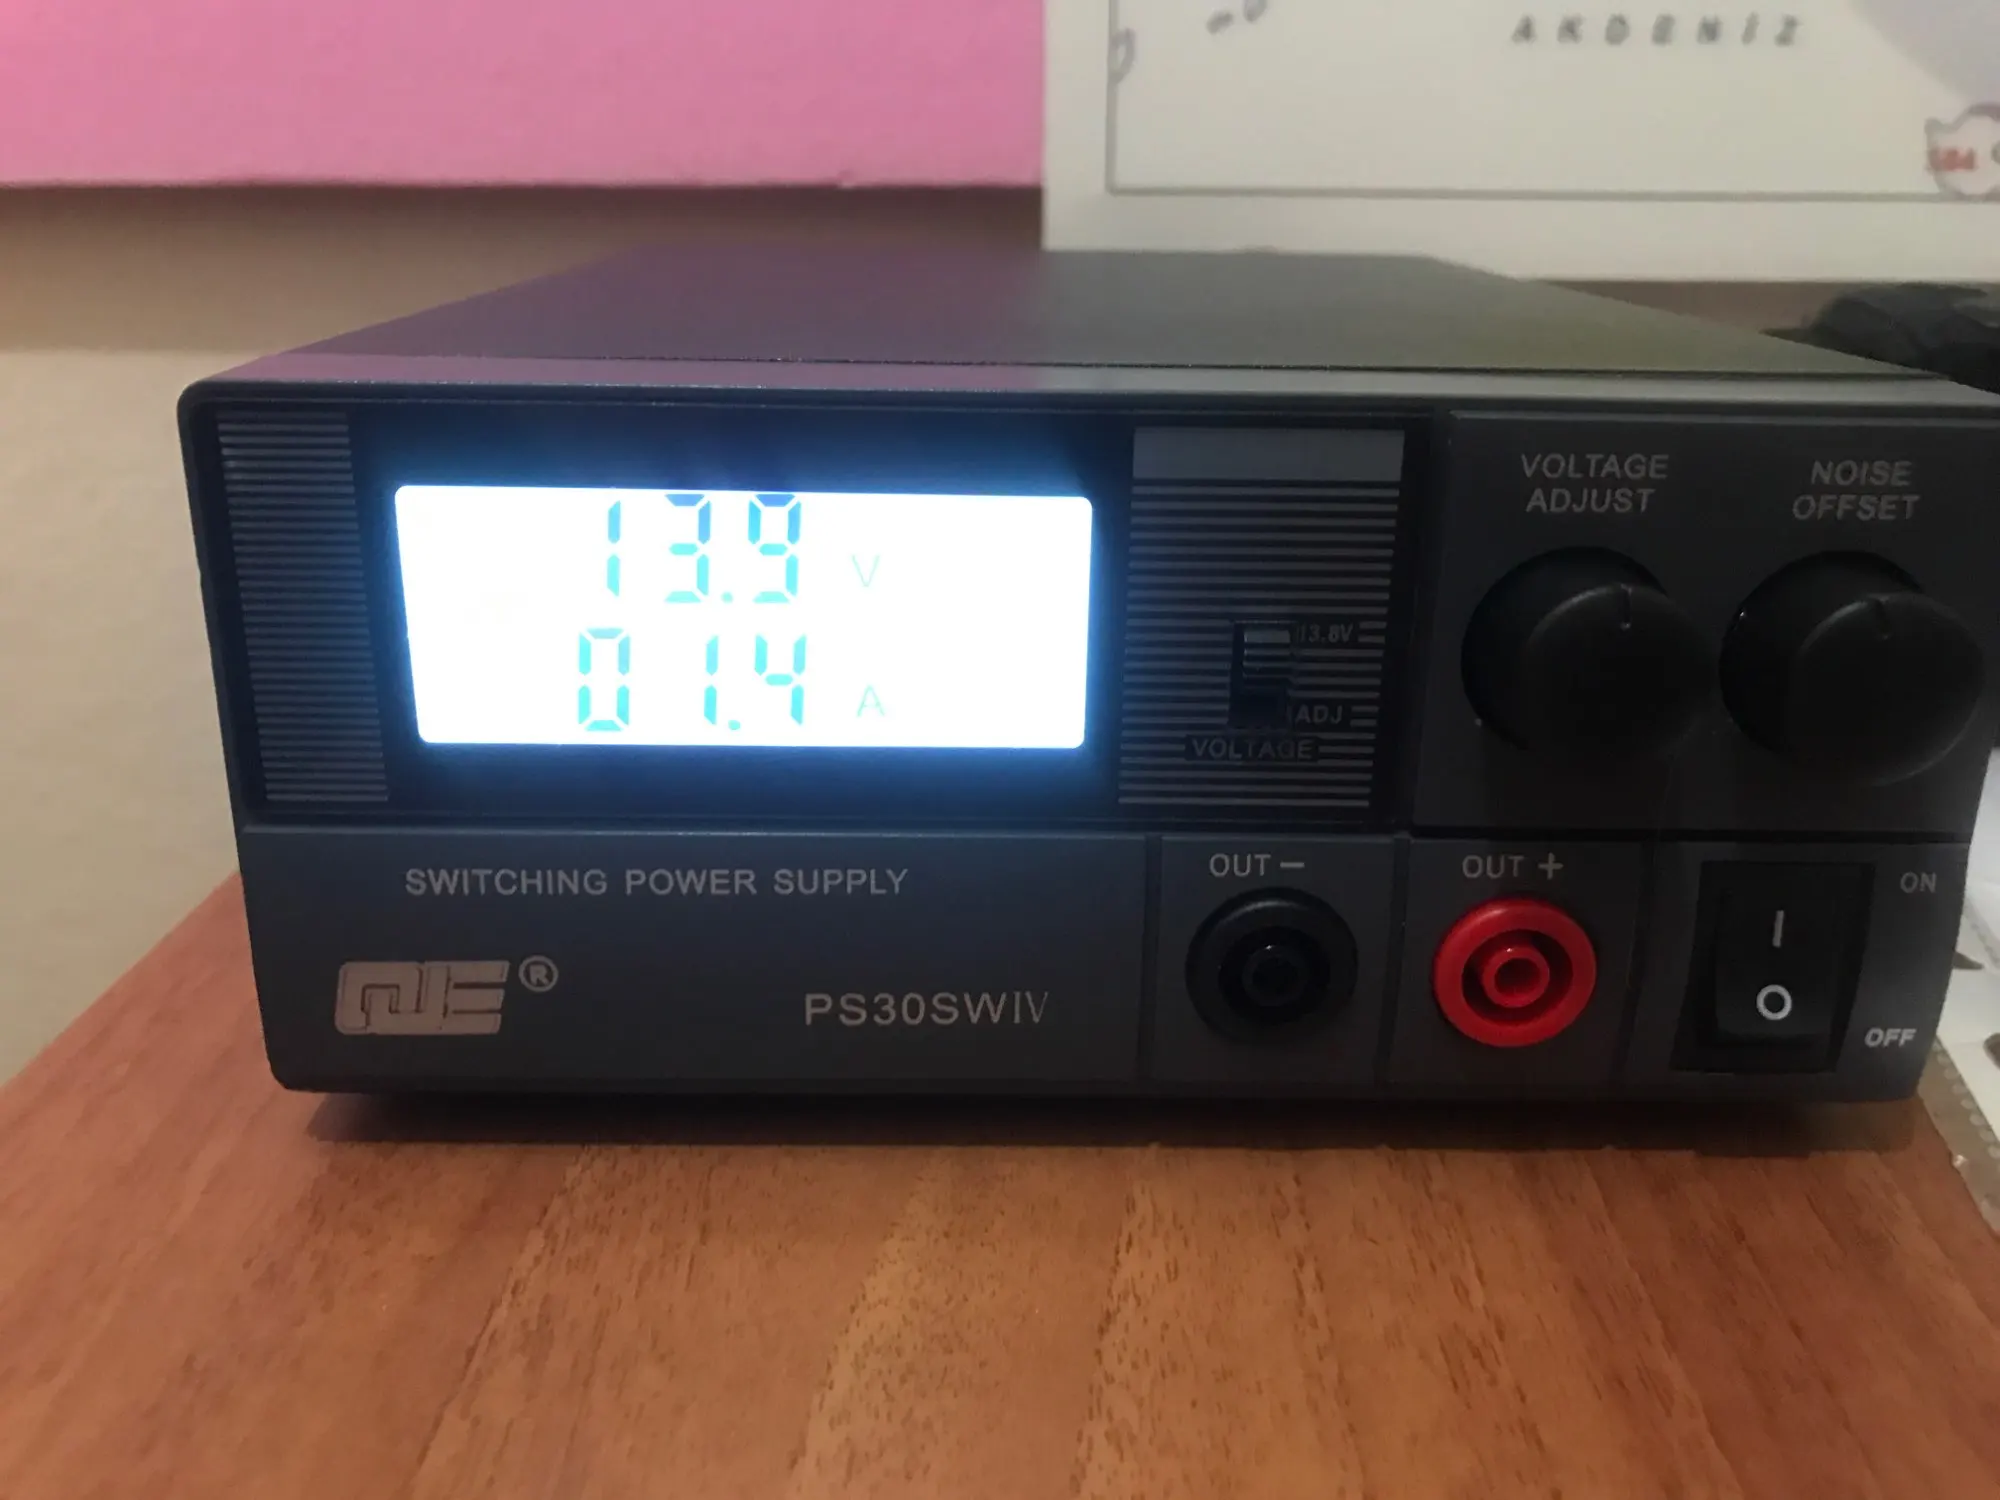 AKDENİZ
VOLTAGE
ADJUST
NOISE
OFFSET
13.9 V
01.4 A
13.8V
ADJ
VOLTAGE
SWITCHING POWER SUPPLY
OUT −
OUT +
ON
I
O
OFF
QJE ®
PS30SWIV